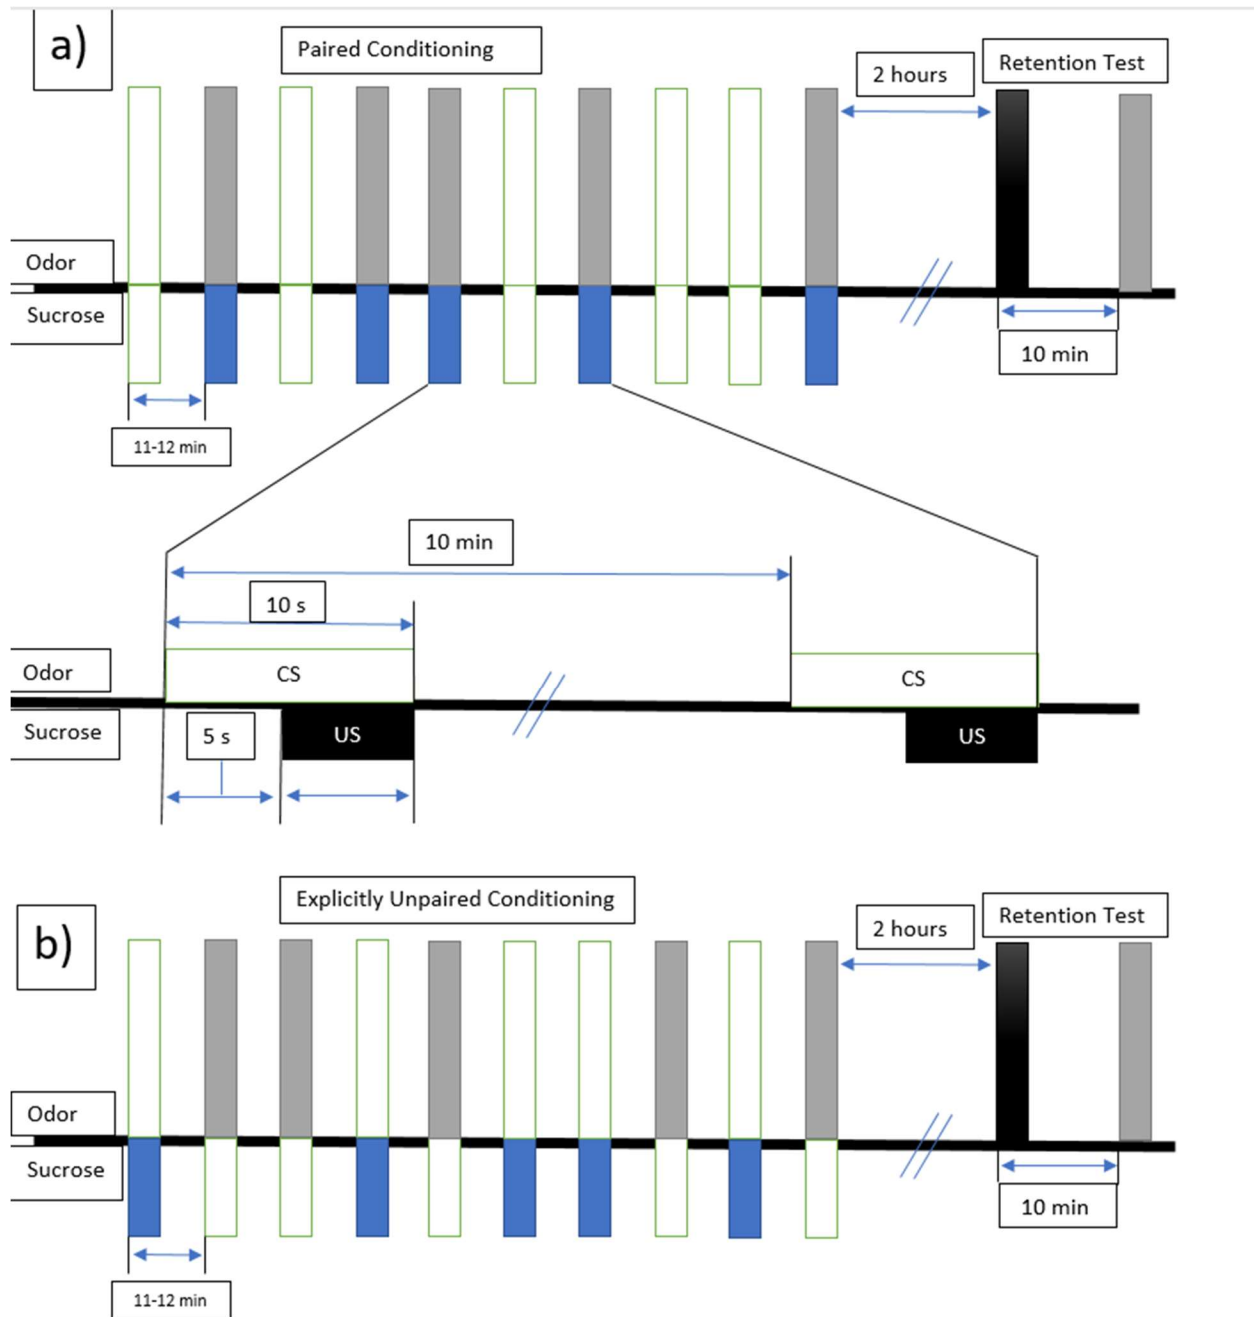 a)
Paired Conditioning
2 hours
Retention Test
Odor
Sucrose
11-12 min
10 min
10 min
10 s
Odor
CS
CS
Sucrose
5 s
US
US
Explicitly Unpaired Conditioning
b)
2 hours
Retention Test
Odor
Sucrose
10 min
11-12 min